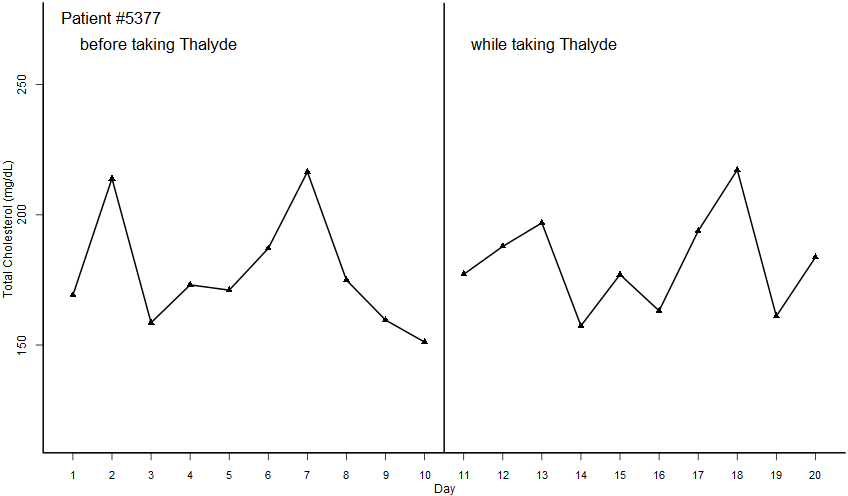 Patient #5377
before taking Thalyde
while taking Thalyde
Total Cholesterol (mg/dL)
250
200
150
1 2 3 4 5 6 7 8 9 10 11 12 13 14 15 16 17 18 19 20
Day